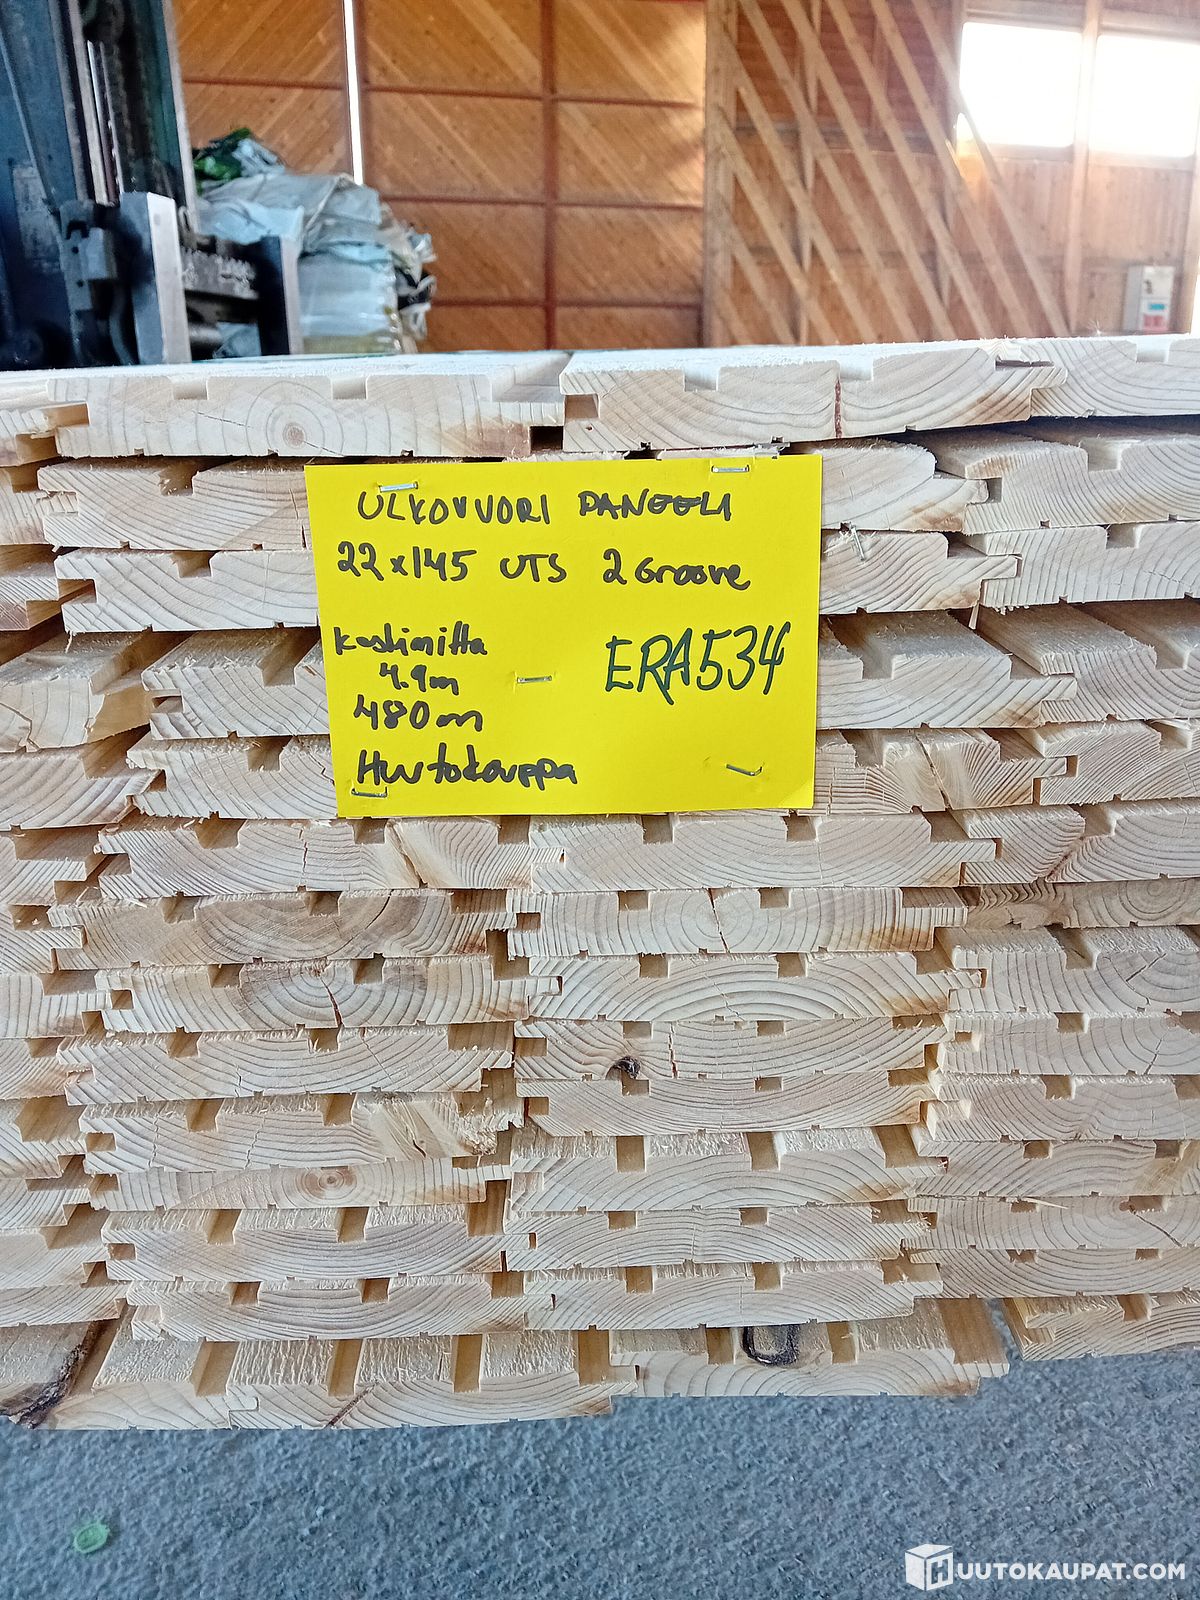 ULKOVUORI PANEELI
22x145 UTS 2 Groove
Keskimitta
4.9m
480m
ERA534
Huutokauppa
HUUTOKAUPAT.COM